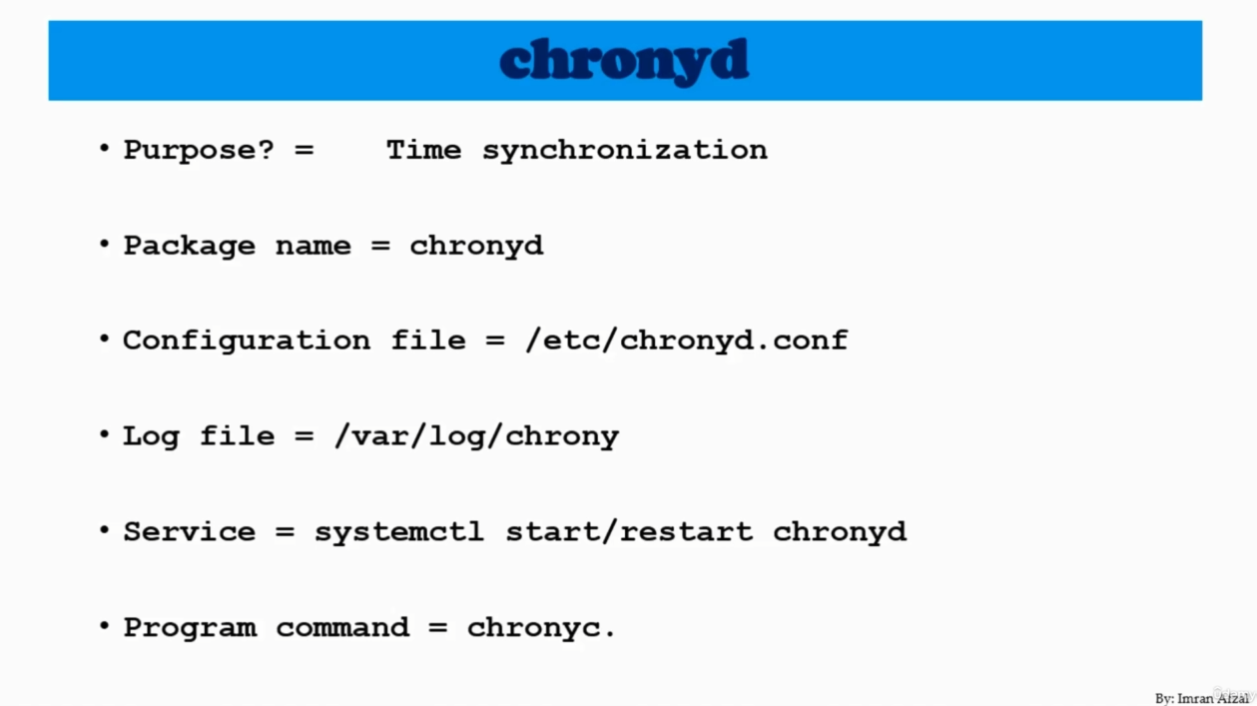 chronyd
• Purpose? = Time synchronization
• Package name = chronyd
• Configuration file = /etc/chronyd.conf
• Log file = /var/log/chrony
• Service = systemctl start/restart chronyd
• Program command = chronyc.
By: Imran Afzal
ûdemy